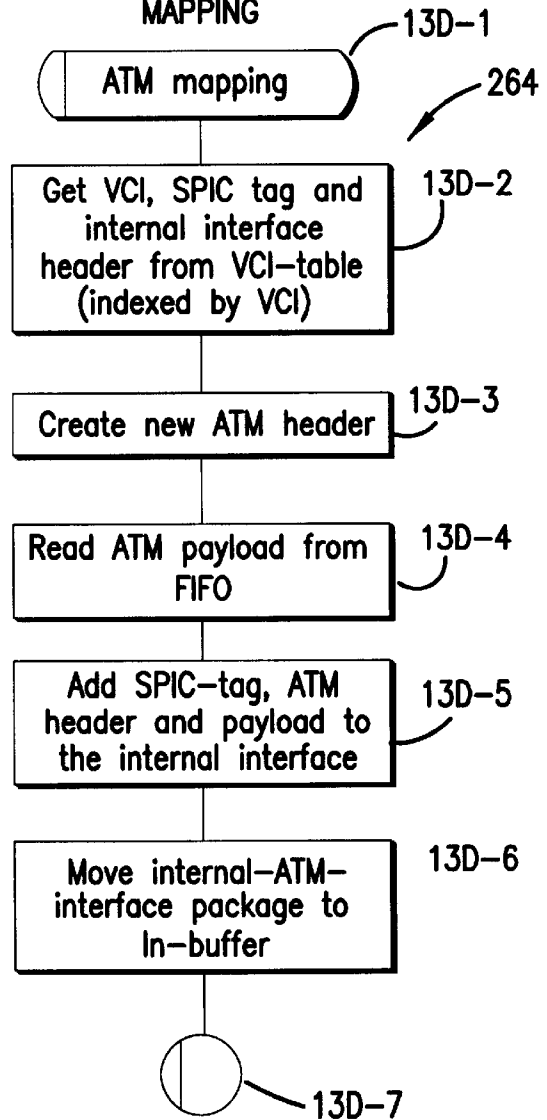 MAPPING
13D-1
ATM mapping
264
13D-2
Get VCI, SPIC tag and
internal interface
header from VCI-table
(indexed by VCI)
13D-3
Create new ATM header
13D-4
Read ATM payload from
FIFO
13D-5
Add SPIC-tag, ATM
header and payload to
the internal interface
13D-6
Move internal-ATM-
interface package to
In-buffer
13D-7